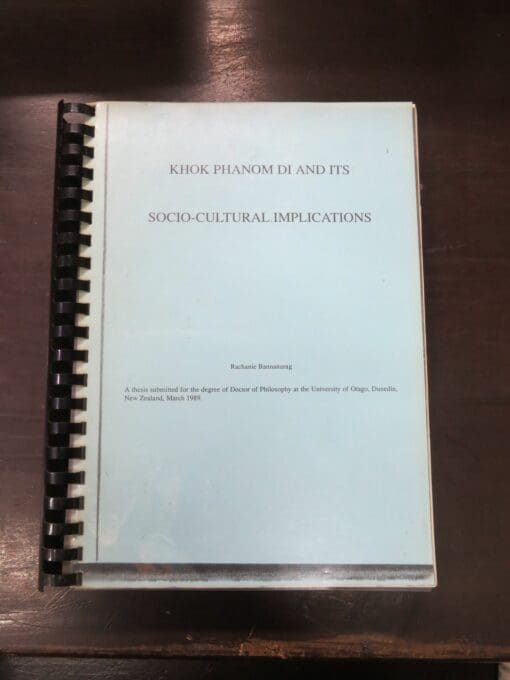 KHOK PHANOM DI AND ITS
SOCIO-CULTURAL IMPLICATIONS
Rachanie Bannanurag
A thesis submitted for the degree of Doctor of Philosophy at the University of Otago, Dunedin,
New Zealand, March 1989.